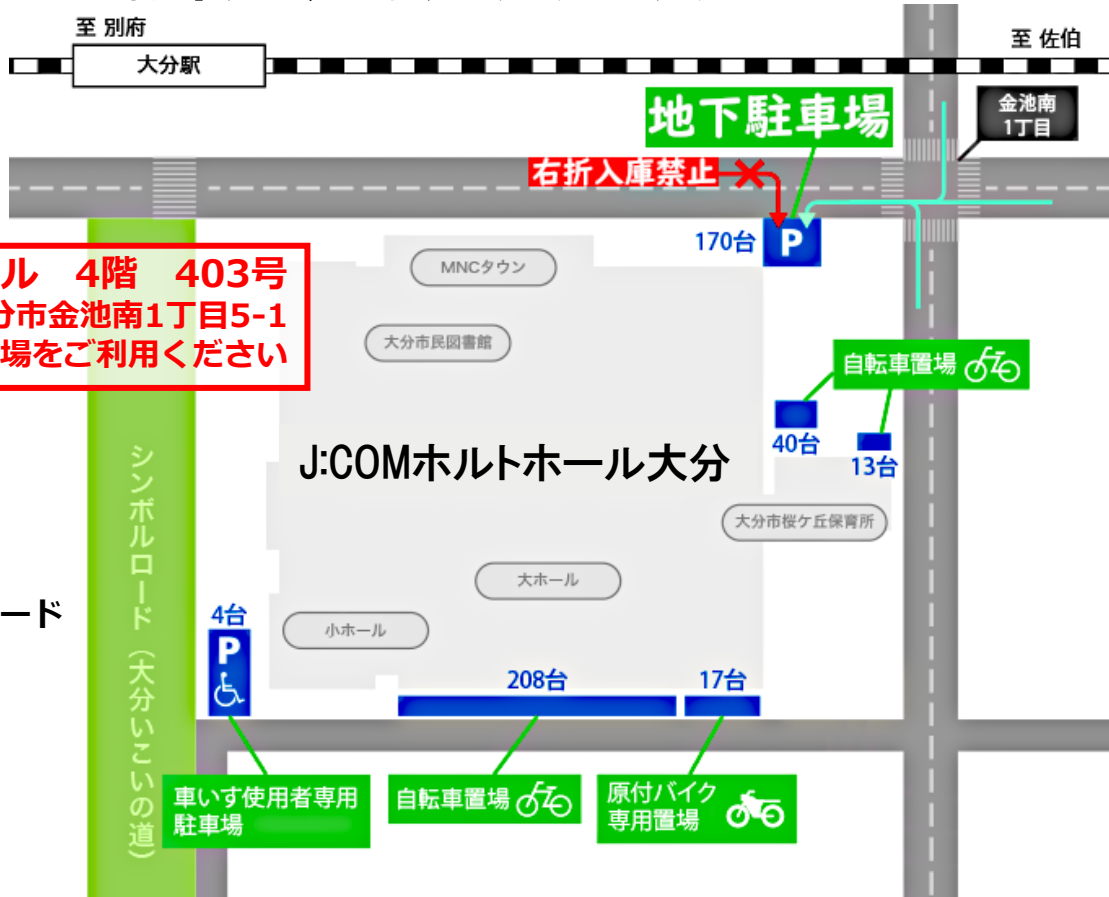 至 別府
大分駅
至 佐伯
金池南
1丁目
地下駐車場
右折入庫禁止
170台
P
MNCタウン
ル 4階 403号
分市金池南1丁目5-1
場をご利用ください
大分市民図書館
自転車置場
40台
13台
J:COMホルトホール大分
大分市桜ケ丘保育所
大ホール
小ホール
シンボルロード(大分いこいの道)
ード
4台
P
208台
17台
車いす使用者専用
駐車場
自転車置場
原付バイク
専用置場